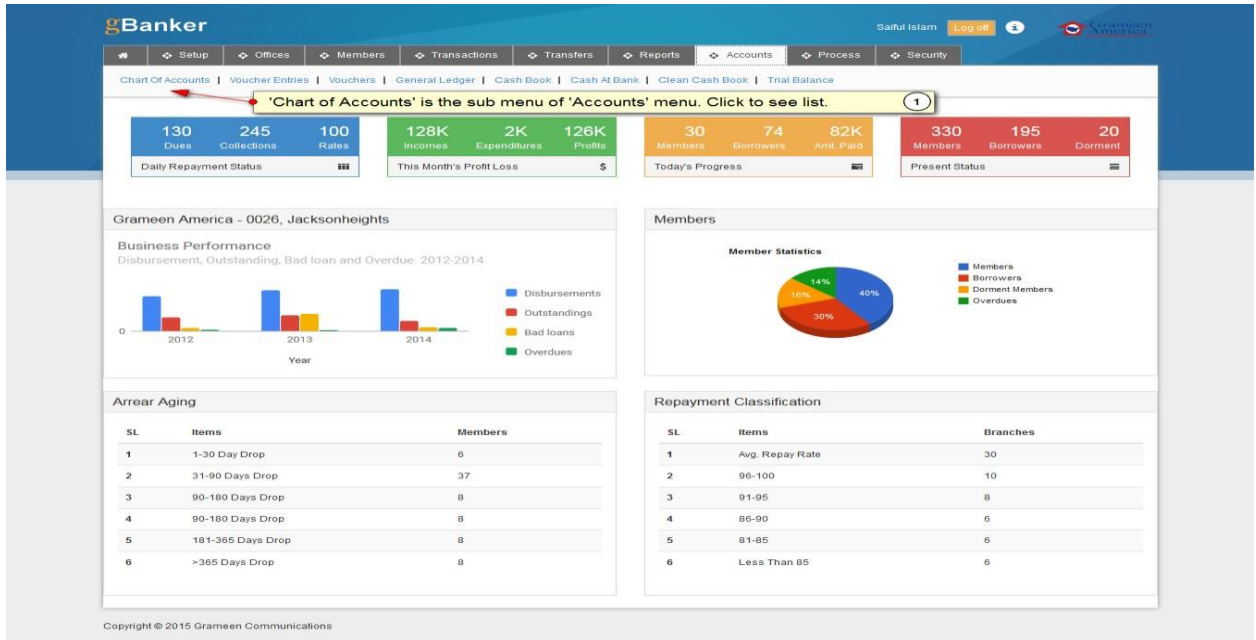 gBanker
Saiful Islam Log off i Grameen America
Setup Offices Members Transactions Transfers Reports Accounts Process Security
Chart Of Accounts | Voucher Entries | Vouchers | General Ledger | Cash Book | Cash At Bank | Clean Cash Book | Trial Balance
'Chart of Accounts' is the sub menu of 'Accounts' menu. Click to see list. 1
130 245 100
Dues Collections Rates
Daily Repayment Status
128K 2K 126K
Incomes Expenditures Profits
This Month's Profit Loss $
30 74 82K
Members Borrowers Amt. Paid
Today's Progress
330 195 20
Members Borrowers Dorment
Present Status
Grameen America - 0026, Jacksonheights
Business Performance
Disbursement, Outstanding, Bad loan and Overdue: 2012-2014
Disbursements
Outstandings
Bad loans
Overdues
0
2012 2013 2014
Year
Members
Member Statistics
14%
16% 40%
30%
Members
Borrowers
Dorment Members
Overdues
Arrear Aging
SL Items Members
1 1-30 Day Drop 6
2 31-90 Days Drop 37
3 90-180 Days Drop 8
4 90-180 Days Drop 8
5 181-365 Days Drop 8
6 >365 Days Drop 8
Repayment Classification
SL Items Branches
1 Avg. Repay Rate 30
2 96-100 10
3 91-95 8
4 86-90 6
5 81-85 6
6 Less Than 85 6
Copyright © 2015 Grameen Communications